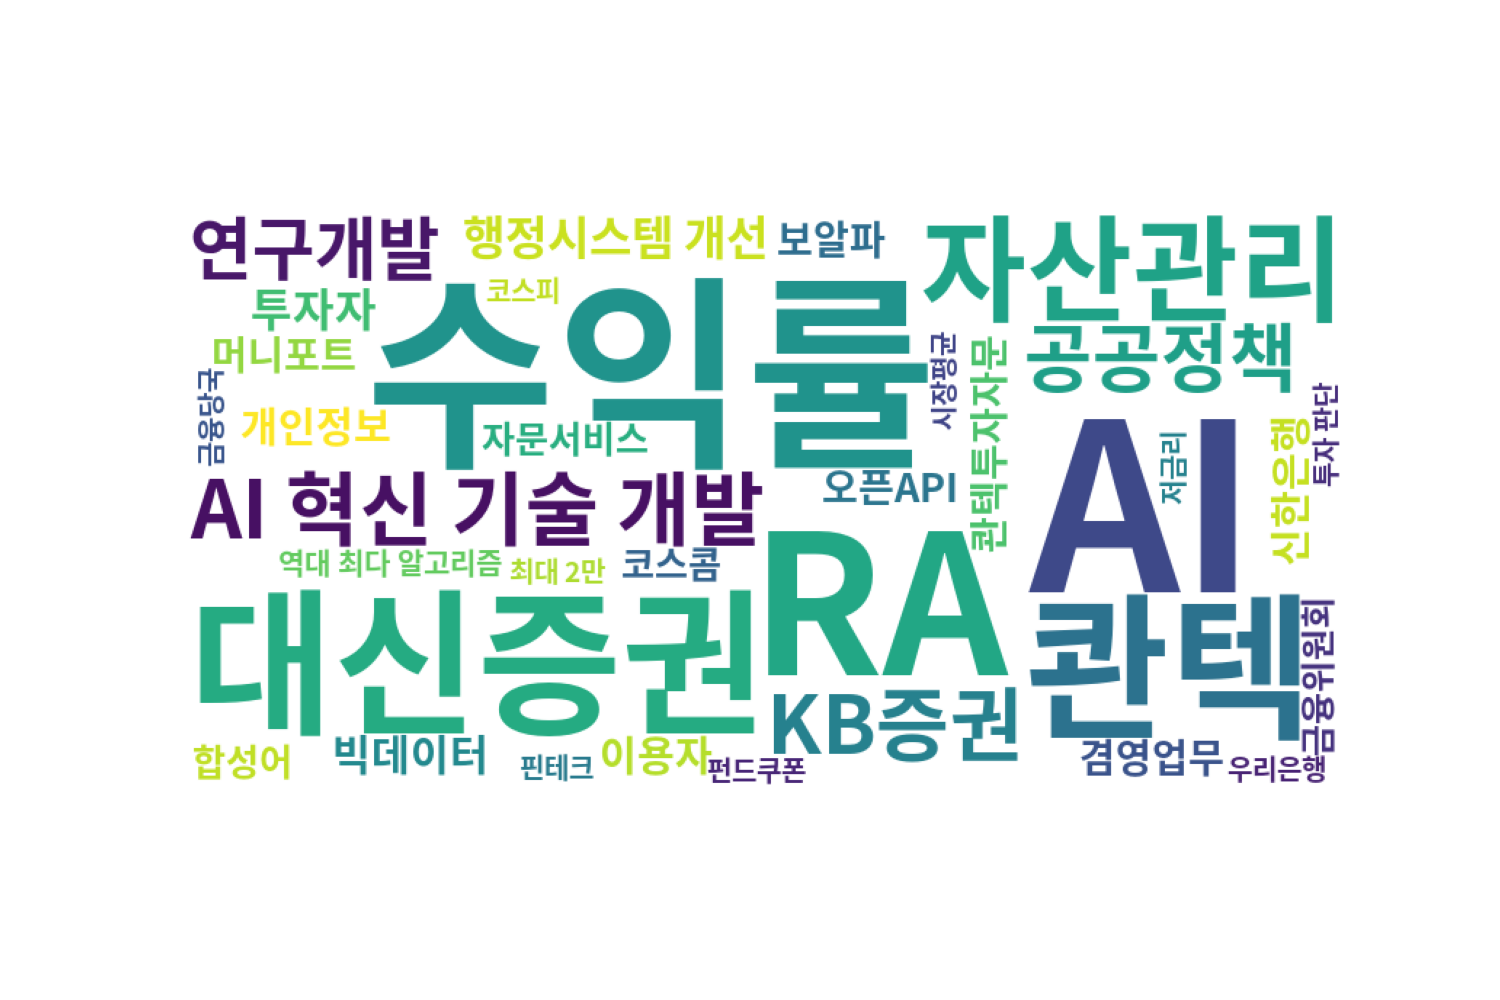 연구개발
행정시스템 개선
보알파
자산관리
투자자
코스피
수익률
공공정책
머니포트
시장평균
콴텍투자자문
금융당국
개인정보
자문서비스
AI
저금리
신한은행
투자 판단
AI 혁신 기술 개발
오픈API
역대 최다 알고리즘
최대 2만
코스콤
RA
대신증권
콴텍
금융위원회
KB증권
합성어
빅데이터
핀테크
이용자
펀드쿠폰
겸영업무
우리은행